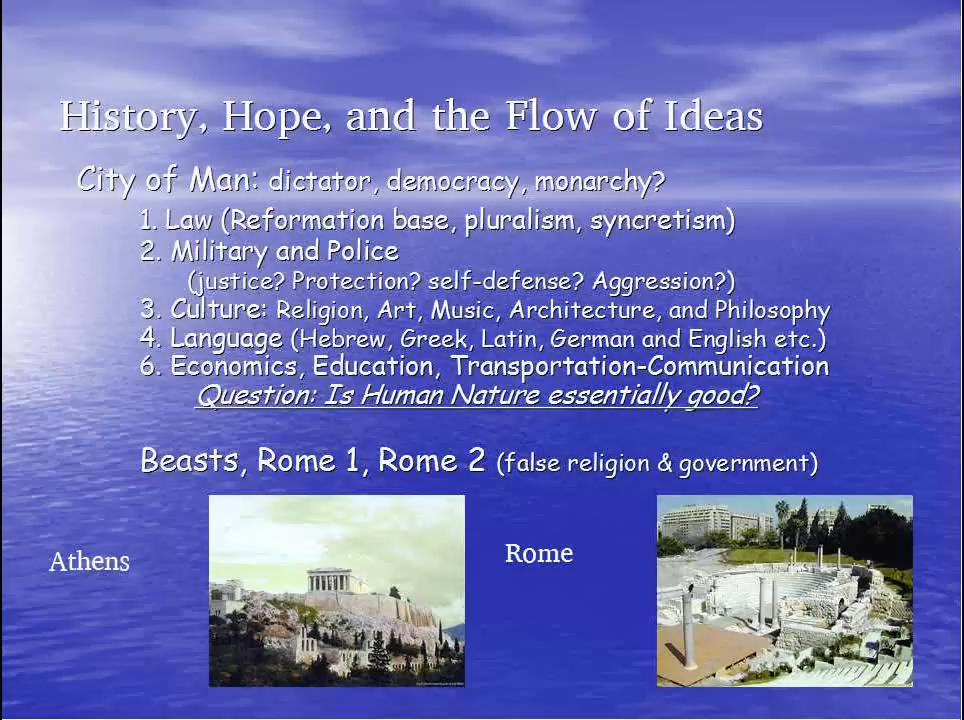 History, Hope, and the Flow of Ideas
City of Man: dictator, democracy, monarchy?
1. Law (Reformation base, pluralism, syncretism)
2. Military and Police
(justice? Protection? self-defense? Aggression?)
3. Culture: Religion, Art, Music, Architecture, and Philosophy
4. Language (Hebrew, Greek, Latin, German and English etc.)
6. Economics, Education, Transportation-Communication
Question: Is Human Nature essentially good?
Beasts, Rome 1, Rome 2 (false religion & government)
Athens
Rome